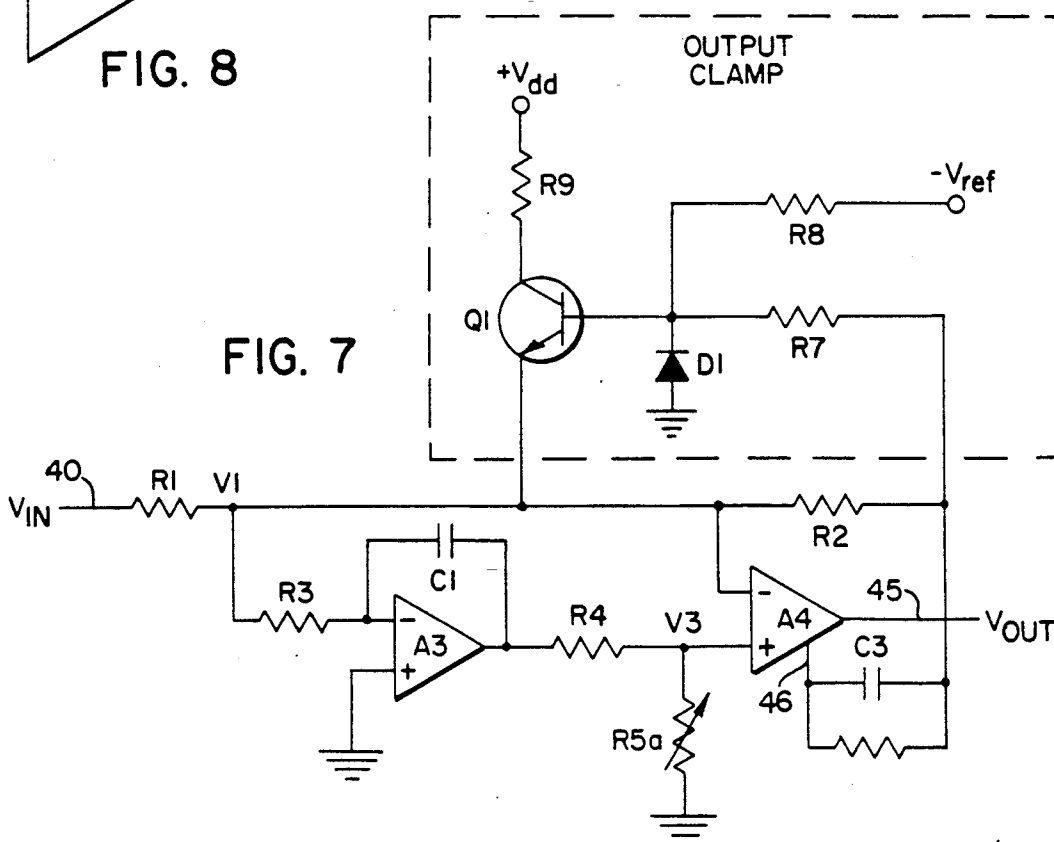 FIG. 8
OUTPUT
CLAMP
+Vdd
R9
-Vref
R8
Q1
R7
FIG. 7
D1
40
R1
V1
VIN
R2
C1
R3
R4
V3
A3
-
+
A4
-
+
45
VOUT
C3
46
R5a